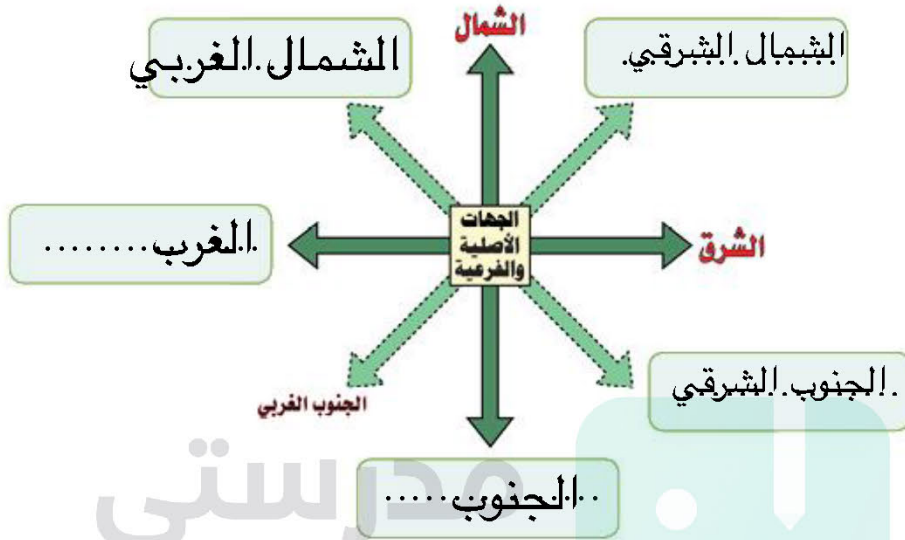 الشمال
الشمال الشرقي
الشمال الغربي
الجهات
الأصلية
والفرعية
الشرق
الغرب........
الجنوب الشرقي
الجنوب الغربي
..الجنوب.....
مدرستي